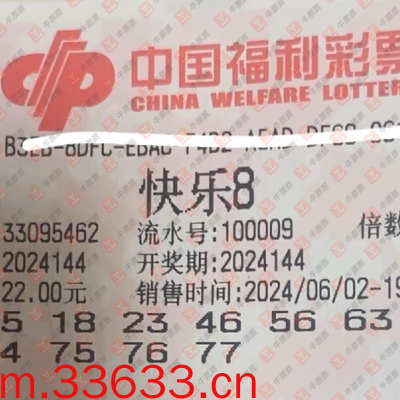 中国福利彩票
CHINA WELFARE LOTTER
快乐8
33095462 流水号:100009 倍数
2024144 开奖期:2024144
22.00元 销售时间:2024/06/02-19
5 18 23 46 56 63
4 75 76 77
m.33633.cn